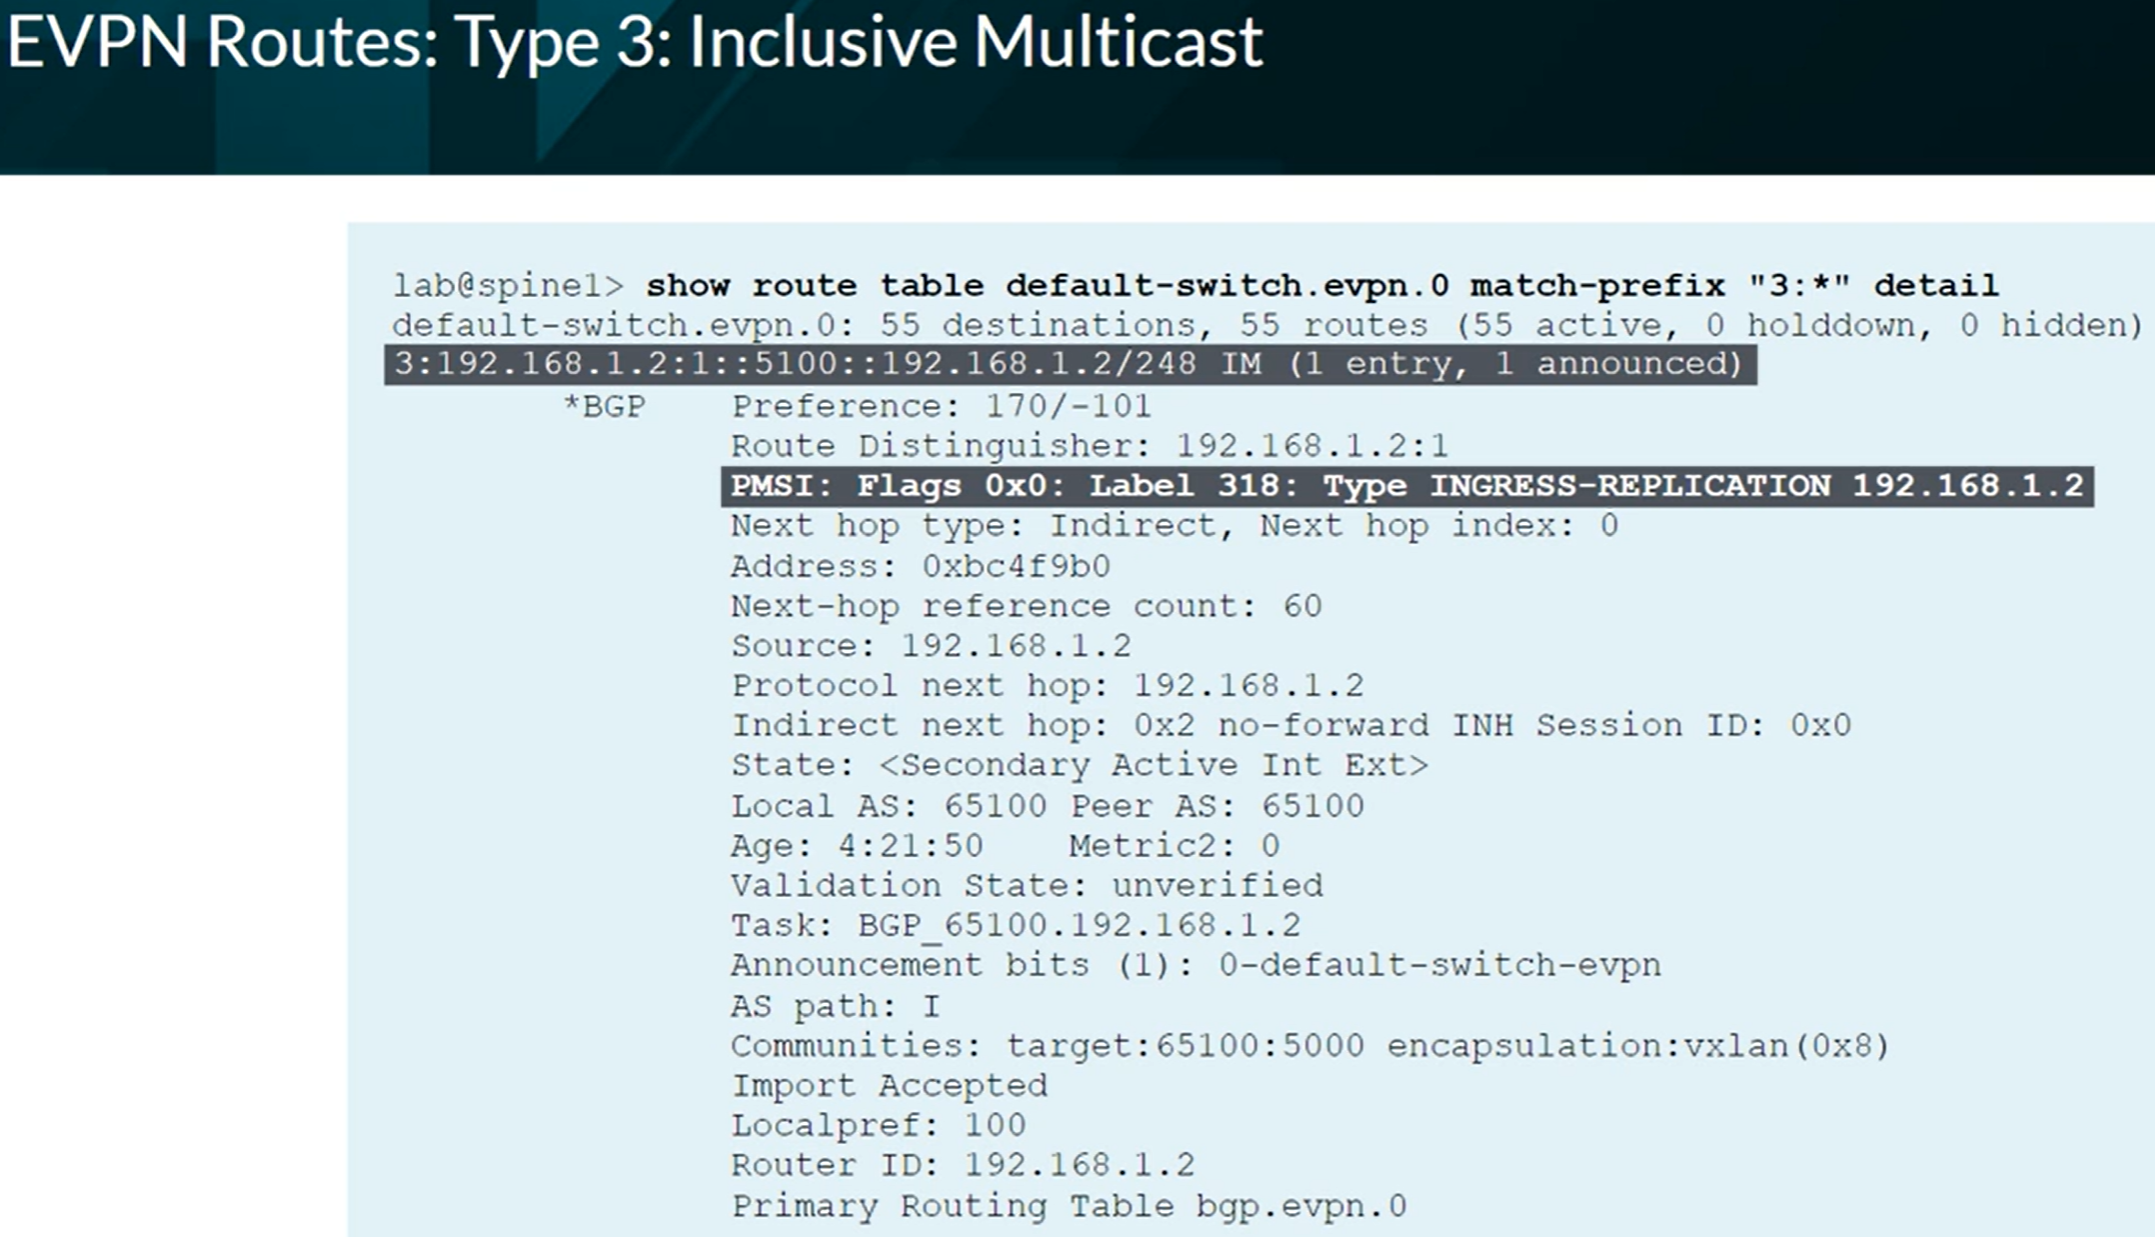 EVPN Routes: Type 3: Inclusive Multicast
lab@spine1> show route table default-switch.evpn.0 match-prefix "3:*" detail
default-switch.evpn.0: 55 destinations, 55 routes (55 active, 0 holddown, 0 hidden)
3:192.168.1.2:1::5100::192.168.1.2/248 IM (1 entry, 1 announced)
*BGP Preference: 170/-101
Route Distinguisher: 192.168.1.2:1
PMSI: Flags 0x0: Label 318: Type INGRESS-REPLICATION 192.168.1.2
Next hop type: Indirect, Next hop index: 0
Address: 0xbc4f9b0
Next-hop reference count: 60
Source: 192.168.1.2
Protocol next hop: 192.168.1.2
Indirect next hop: 0x2 no-forward INH Session ID: 0x0
State: <Secondary Active Int Ext>
Local AS: 65100 Peer AS: 65100
Age: 4:21:50 Metric2: 0
Validation State: unverified
Task: BGP_65100.192.168.1.2
Announcement bits (1): 0-default-switch-evpn
AS path: I
Communities: target:65100:5000 encapsulation:vxlan(0x8)
Import Accepted
Localpref: 100
Router ID: 192.168.1.2
Primary Routing Table bgp.evpn.0